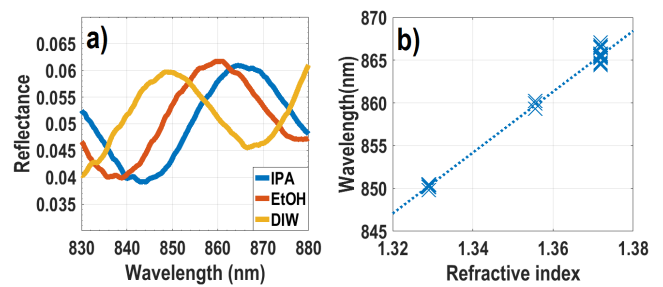 a)
0.065
0.06
0.055
0.05
0.045
0.04
0.035
Reflectance
IPA
EtOH
DIW
830 840 850 860 870 880
Wavelength (nm)
b)
870
865
860
850
845
Wavelength(nm)
1.32 1.34 1.36 1.38
Refractive index